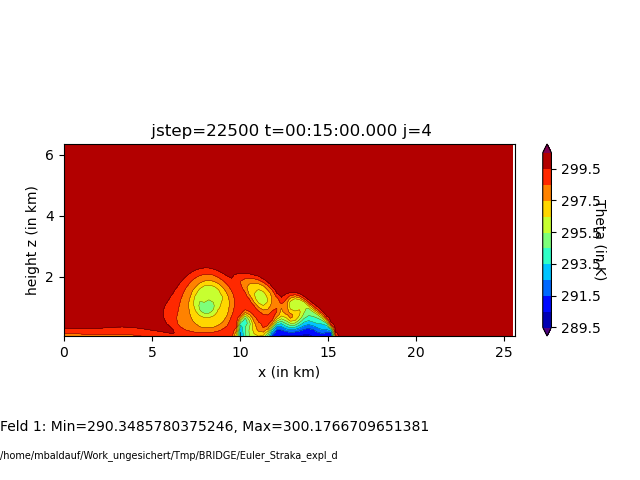 jstep=22500 t=00:15:00.000 j=4
6
4
2
height z (in km)
0 5 10 15 20 25
x (in km)
299.5
297.5
295.5
293.5
291.5
289.5
Theta (in K)
Feld 1: Min=290.3485780375246, Max=300.1766709651381
/home/mbaldauf/Work_ungesichert/Tmp/BRIDGE/Euler_Straka_expl_d